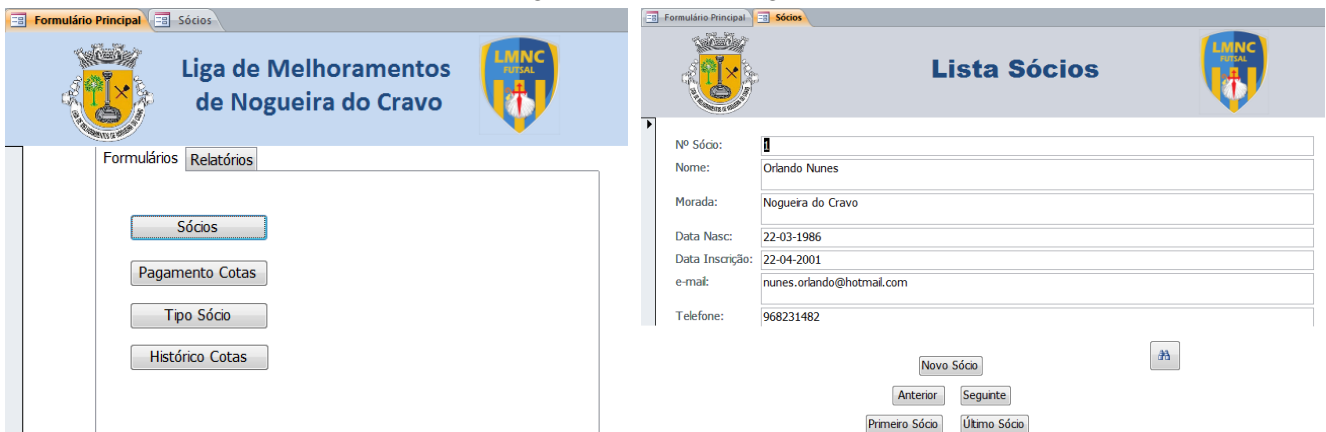 Formulário Principal
Sócios
Liga de Melhoramentos
de Nogueira do Cravo
LMNC
FUTSAL
Formulários
Relatórios
Sócios
Pagamento Cotas
Tipo Sócio
Histórico Cotas
Formulário Principal
Sócios
Lista Sócios
LMNC
FUTSAL
Nº Sócio: 1
Nome: Orlando Nunes
Morada: Nogueira do Cravo
Data Nasc: 22-03-1986
Data Inscrição: 22-04-2001
e-mail: nunes.orlando@hotmail.com
Telefone: 968231482
Novo Sócio
Anterior Seguinte
Primeiro Sócio Último Sócio